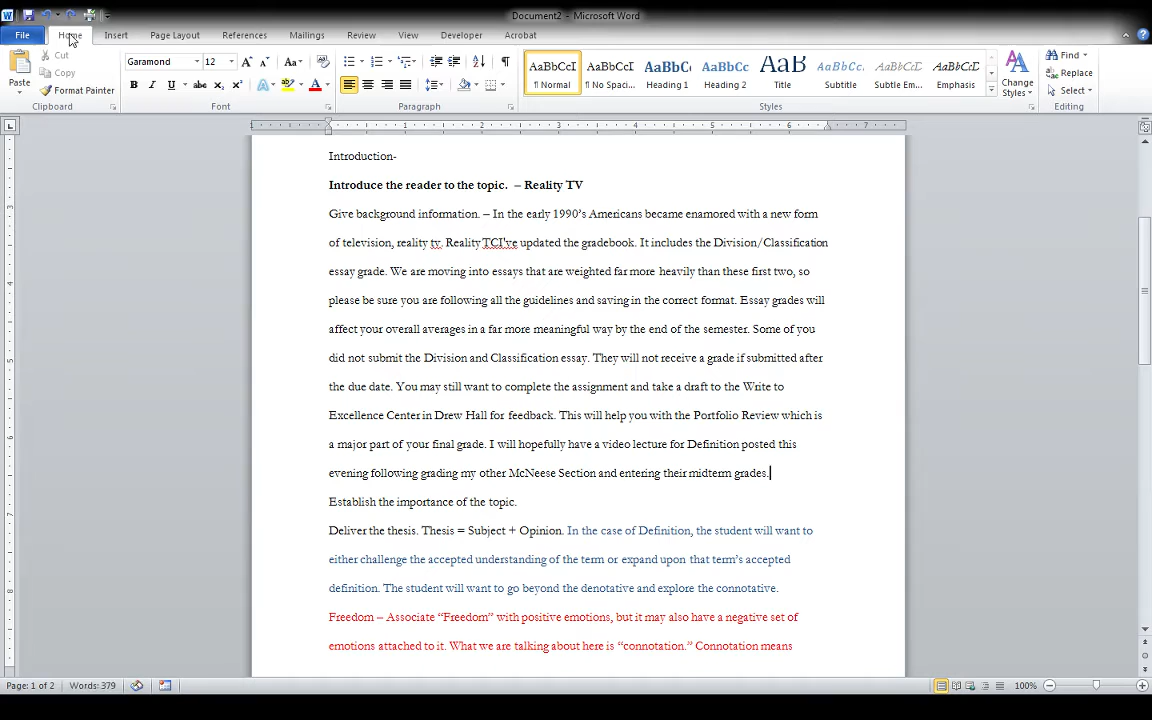 Document2 - Microsoft Word
File Home Insert Page Layout References Mailings Review View Developer Acrobat
Paste Cut Copy Format Painter
Garamond 12
AaBbCcI AaBbCcI AaBbC( AaBbCc AaB AaBbCc. AaBbCcI AaBbCcI
¶ Normal ¶ No Spaci... Heading 1 Heading 2 Title Subtitle Subtle Em... Emphasis
Change Styles
Find Replace Select
Clipboard Font Paragraph Styles Editing
1 1 2 3 4 5 6 7
Introduction-
Introduce the reader to the topic. – Reality TV
Give background information. – In the early 1990's Americans became enamored with a new form
of television, reality tv. Reality TCI've updated the gradebook. It includes the Division/Classification
essay grade. We are moving into essays that are weighted far more heavily than these first two, so
please be sure you are following all the guidelines and saving in the correct format. Essay grades will
affect your overall averages in a far more meaningful way by the end of the semester. Some of you
did not submit the Division and Classification essay. They will not receive a grade if submitted after
the due date. You may still want to complete the assignment and take a draft to the Write to
Excellence Center in Drew Hall for feedback. This will help you with the Portfolio Review which is
a major part of your final grade. I will hopefully have a video lecture for Definition posted this
evening following grading my other McNeese Section and entering their midterm grades.
Establish the importance of the topic.
Deliver the thesis. Thesis = Subject + Opinion. In the case of Definition, the student will want to
either challenge the accepted understanding of the term or expand upon that term's accepted
definition. The student will want to go beyond the denotative and explore the connotative.
Freedom – Associate “Freedom” with positive emotions, but it may also have a negative set of
emotions attached to it. What we are talking about here is “connotation.” Connotation means
Page: 1 of 2 Words: 379 100%